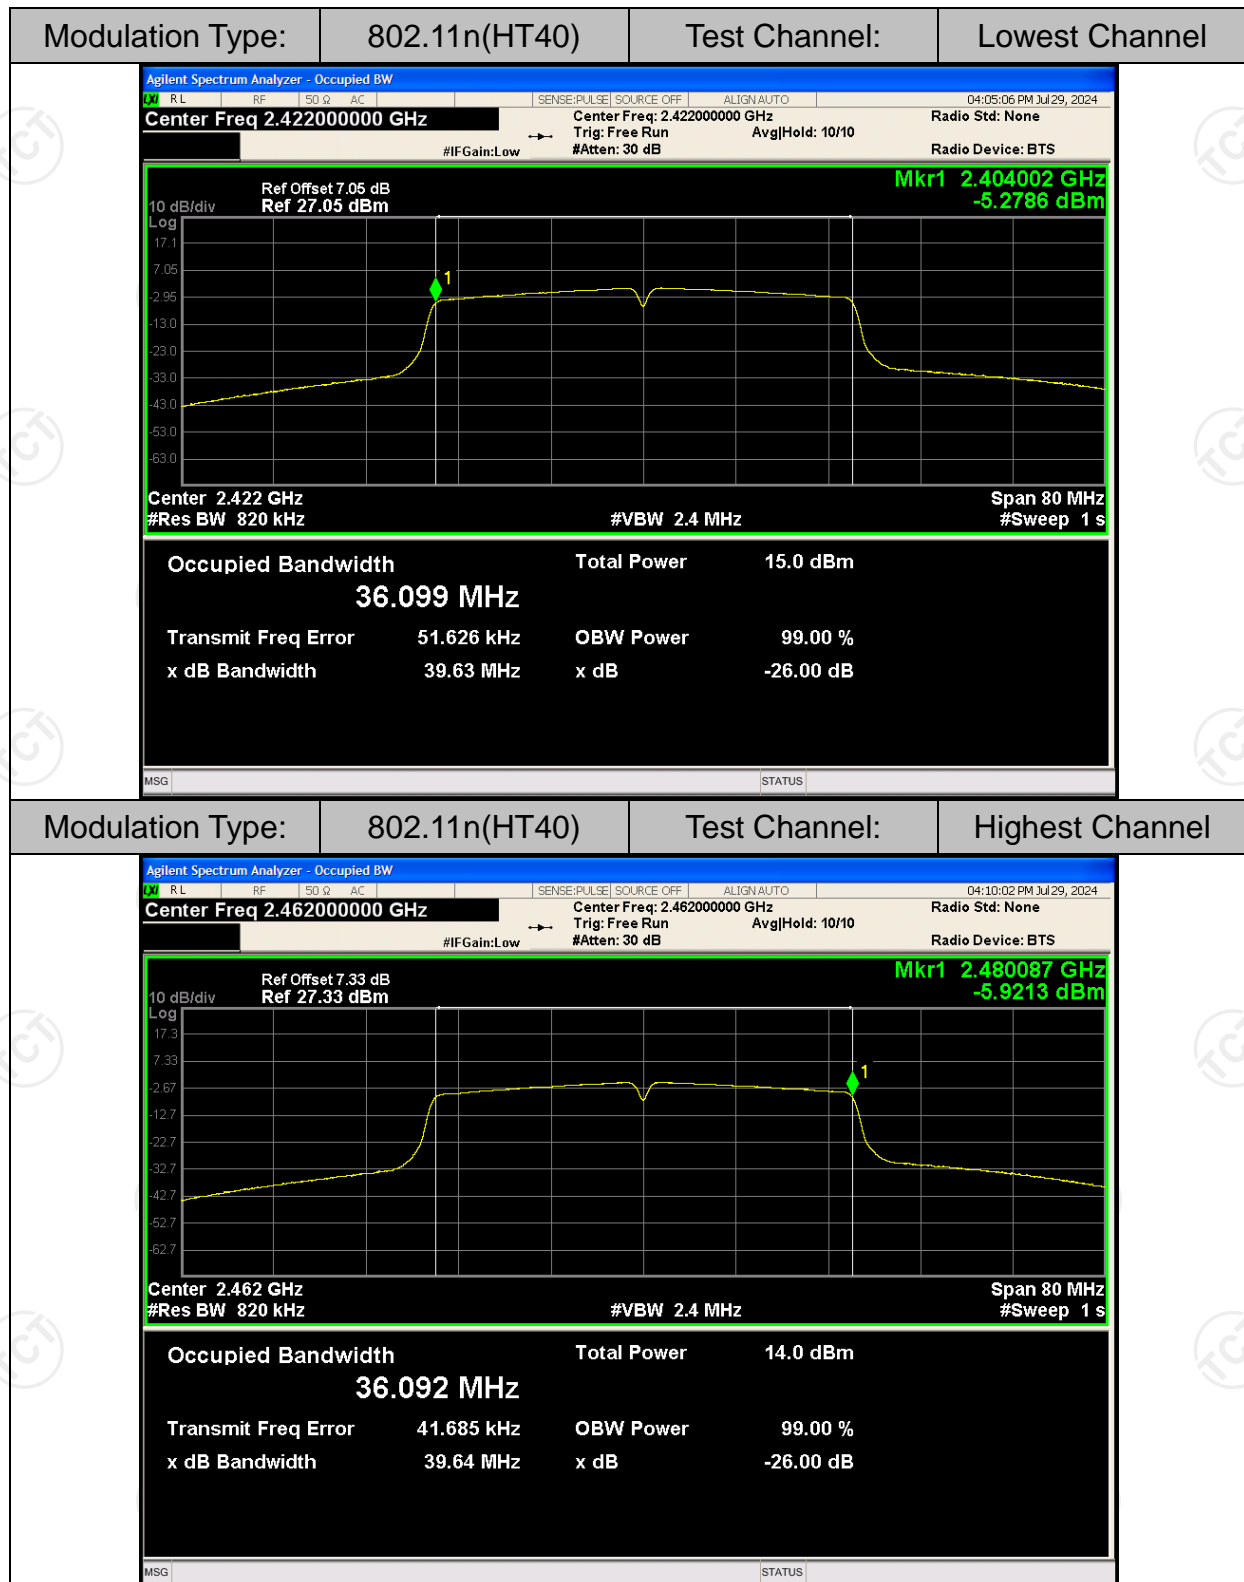 Modulation Type: 802.11n(HT40) Test Channel: Lowest Channel
Agilent Spectrum Analyzer - Occupied BW
LXI RL RF 50 Ω AC SENSE:PULSE SOURCE OFF ALIGN AUTO 04:05:06 PM Jul 29, 2024
Center Freq 2.422000000 GHz Center Freq: 2.422000000 GHz Radio Std: None
Trig: Free Run Avg|Hold: 10/10
#IFGain:Low #Atten: 30 dB Radio Device: BTS
Mkr1 2.404002 GHz
Ref Offset 7.05 dB
-5.2786 dBm
10 dB/div Ref 27.05 dBm
Log
17.1
7.05
1
-2.95
-13.0
-23.0
-33.0
-43.0
-53.0
-63.0
Center 2.422 GHz Span 80 MHz
#Res BW 820 kHz #VBW 2.4 MHz #Sweep 1 s
Occupied Bandwidth Total Power 15.0 dBm
36.099 MHz
Transmit Freq Error 51.626 kHz OBW Power 99.00 %
x dB Bandwidth 39.63 MHz x dB -26.00 dB
MSG STATUS
Modulation Type: 802.11n(HT40) Test Channel: Highest Channel
Agilent Spectrum Analyzer - Occupied BW
LXI RL RF 50 Ω AC SENSE:PULSE SOURCE OFF ALIGN AUTO 04:10:02 PM Jul 29, 2024
Center Freq 2.462000000 GHz Center Freq: 2.462000000 GHz Radio Std: None
Trig: Free Run Avg|Hold: 10/10
#IFGain:Low #Atten: 30 dB Radio Device: BTS
Mkr1 2.480087 GHz
Ref Offset 7.33 dB
-5.9213 dBm
10 dB/div Ref 27.33 dBm
Log
17.3
7.33
1
-2.67
-12.7
-22.7
-32.7
-42.7
-52.7
-62.7
Center 2.462 GHz Span 80 MHz
#Res BW 820 kHz #VBW 2.4 MHz #Sweep 1 s
Occupied Bandwidth Total Power 14.0 dBm
36.092 MHz
Transmit Freq Error 41.685 kHz OBW Power 99.00 %
x dB Bandwidth 39.64 MHz x dB -26.00 dB
MSG STATUS